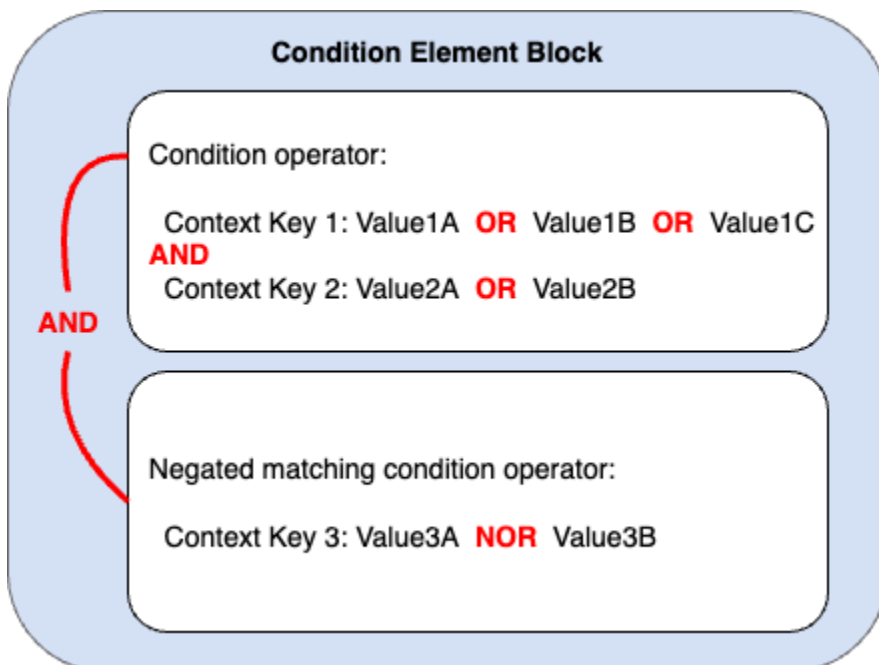 Condition Element Block
Condition operator:
Context Key 1: Value1A OR Value1B OR Value1C
AND
Context Key 2: Value2A OR Value2B
AND
Negated matching condition operator:
Context Key 3: Value3A NOR Value3B